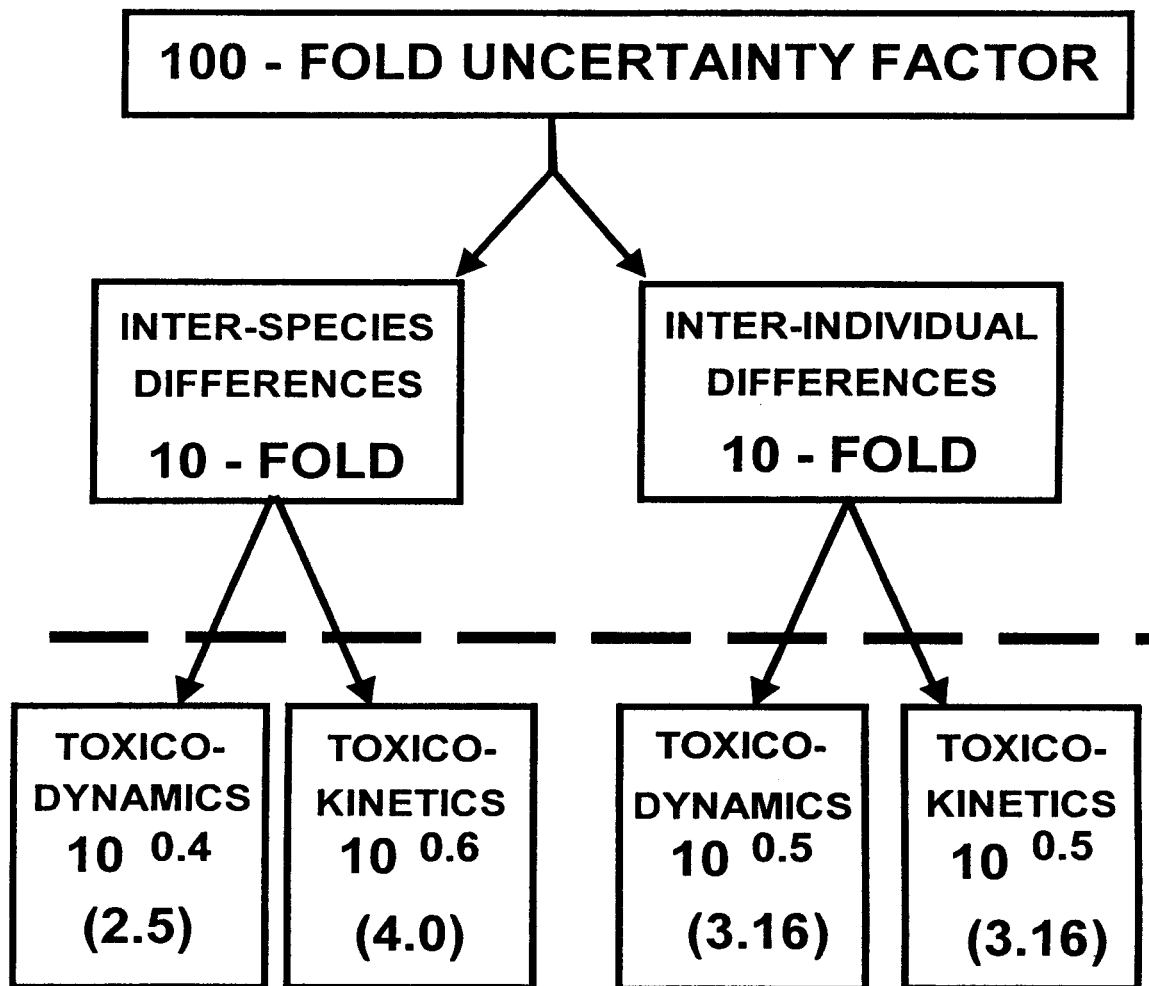 100 - FOLD UNCERTAINTY FACTOR
INTER-SPECIES
DIFFERENCES
10 - FOLD
INTER-INDIVIDUAL
DIFFERENCES
10 - FOLD
TOXICO-
DYNAMICS
10 0.4
(2.5)
TOXICO-
KINETICS
10 0.6
(4.0)
TOXICO-
DYNAMICS
10 0.5
(3.16)
TOXICO-
KINETICS
10 0.5
(3.16)